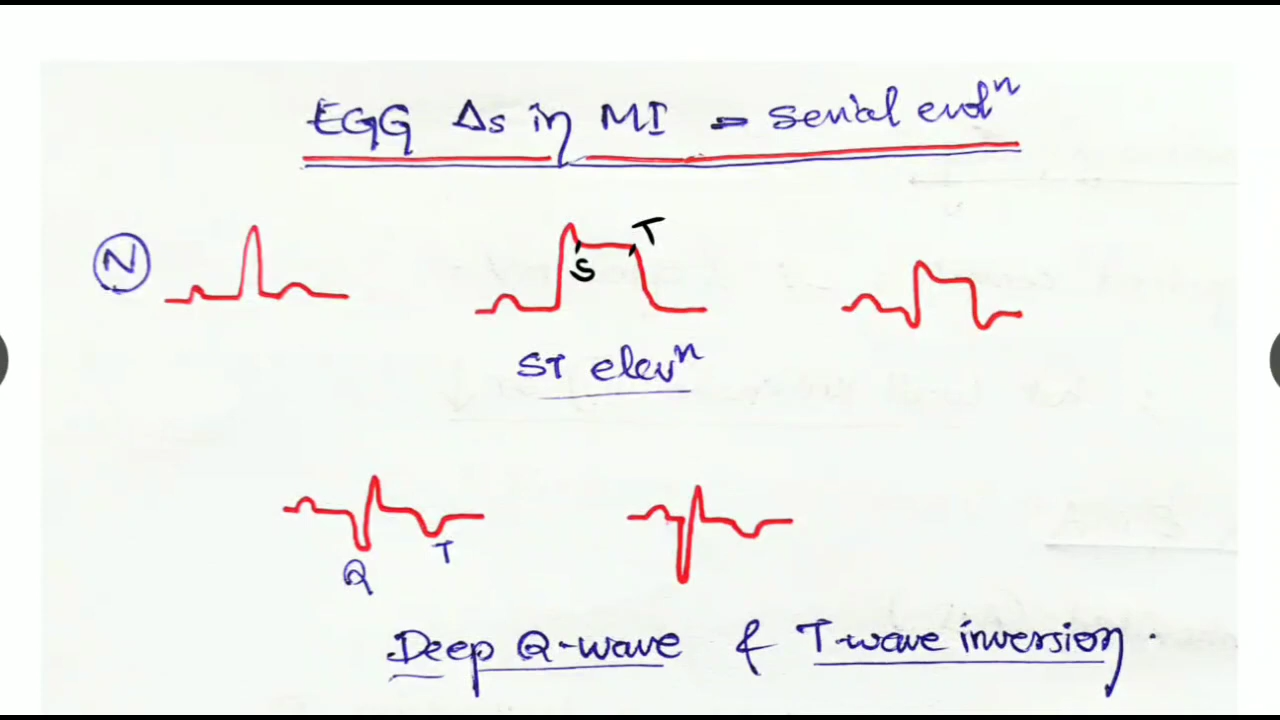 ECG Δs in MI - Serial evolⁿ
N
S
T
ST elevⁿ
Q
T
Deep Q-wave & T-wave inversion.